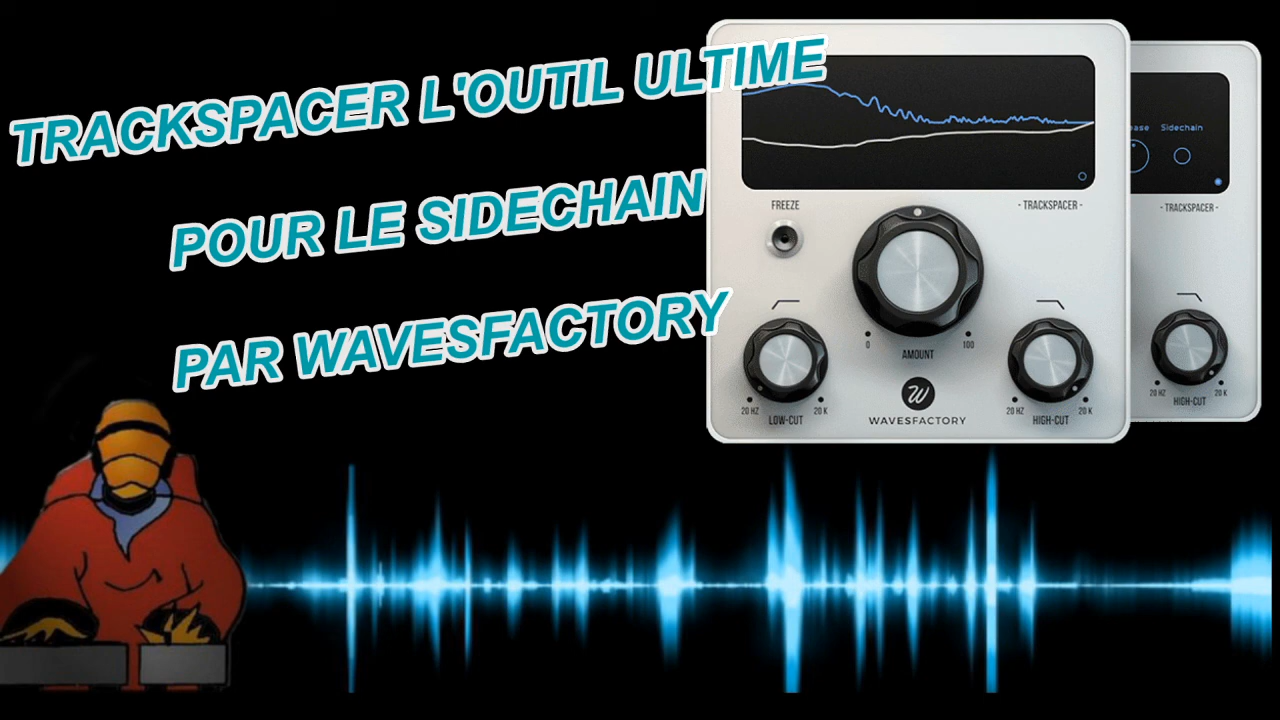 TRACKSPACER L'OUTIL ULTIME
POUR LE SIDECHAIN
PAR WAVESFACTORY
FREEZE
- TRACKSPACER -
0
100
AMOUNT
20 HZ
20 K
LOW-CUT
20 HZ
20 K
HIGH-CUT
W
WAVESFACTORY
ease
Sidechain
- TRACKSPACER -
20 HZ
20 K
HIGH-CUT